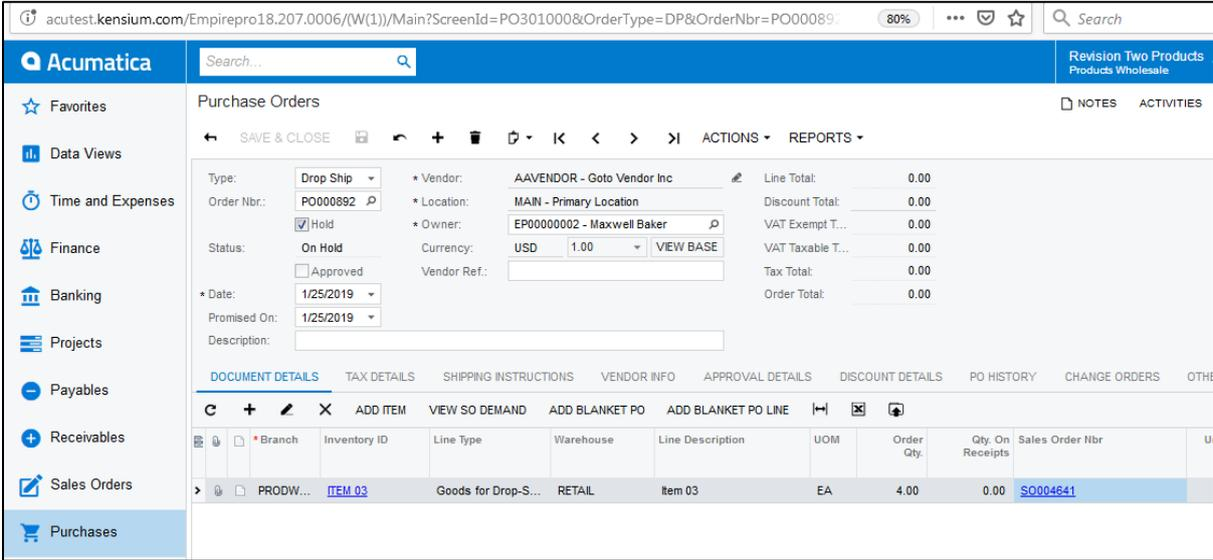 acutest.kensium.com/Empirepro18.207.0006/(W(1))/Main?ScreenId=PO301000&OrderType=DP&OrderNbr=PO000892 80% Search
Acumatica Search... Revision Two Products
Products Wholesale
Favorites Purchase Orders NOTES ACTIVITIES
SAVE & CLOSE ACTIONS REPORTS
Data Views
Time and Expenses
Finance
Banking
Projects
Payables
Receivables
Sales Orders
Purchases
Type: Drop Ship * Vendor: AAVENDOR - Goto Vendor Inc Line Total: 0.00
Order Nbr.: PO000892 * Location: MAIN - Primary Location Discount Total: 0.00
Hold * Owner: EP00000002 - Maxwell Baker VAT Exempt T... 0.00
Status: On Hold Currency: USD 1.00 VIEW BASE VAT Taxable T... 0.00
Approved Vendor Ref.: Tax Total: 0.00
* Date: 1/25/2019 Order Total: 0.00
Promised On: 1/25/2019
Description:
DOCUMENT DETAILS TAX DETAILS SHIPPING INSTRUCTIONS VENDOR INFO APPROVAL DETAILS DISCOUNT DETAILS PO HISTORY CHANGE ORDERS OTHE
ADD ITEM VIEW SO DEMAND ADD BLANKET PO ADD BLANKET PO LINE
* Branch Inventory ID Line Type Warehouse Line Description UOM Order Qty. Qty. On Receipts Sales Order Nbr U
PRODW... ITEM 03 Goods for Drop-S... RETAIL Item 03 EA 4.00 0.00 SO004641